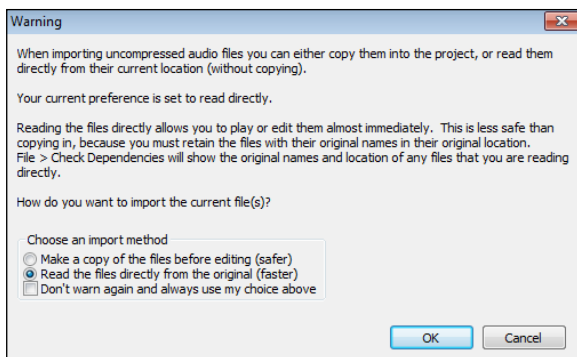 Warning
When importing uncompressed audio files you can either copy them into the project, or read them
directly from their current location (without copying).
Your current preference is set to read directly.
Reading the files directly allows you to play or edit them almost immediately.  This is less safe than
copying in, because you must retain the files with their original names in their original location.
File > Check Dependencies will show the original names and location of any files that you are reading
directly.
How do you want to import the current file(s)?
Choose an import method
Make a copy of the files before editing (safer)
Read the files directly from the original (faster)
Don't warn again and always use my choice above
OK Cancel